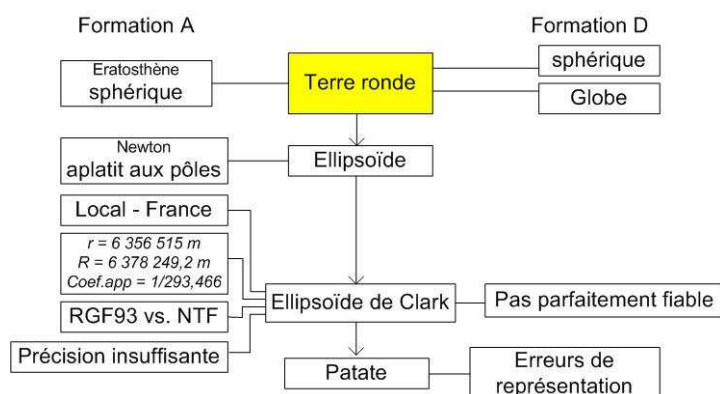 Formation A
Formation D
Eratosthène
sphérique
Terre ronde
sphérique
Globe
Newton
aplatit aux pôles
Ellipsoïde
Local - France
r = 6 356 515 m
R = 6 378 249,2 m
Coef.app = 1/293,466
RGF93 vs. NTF
Précision insuffisante
Ellipsoïde de Clark
Pas parfaitement fiable
Patate
Erreurs de
représentation